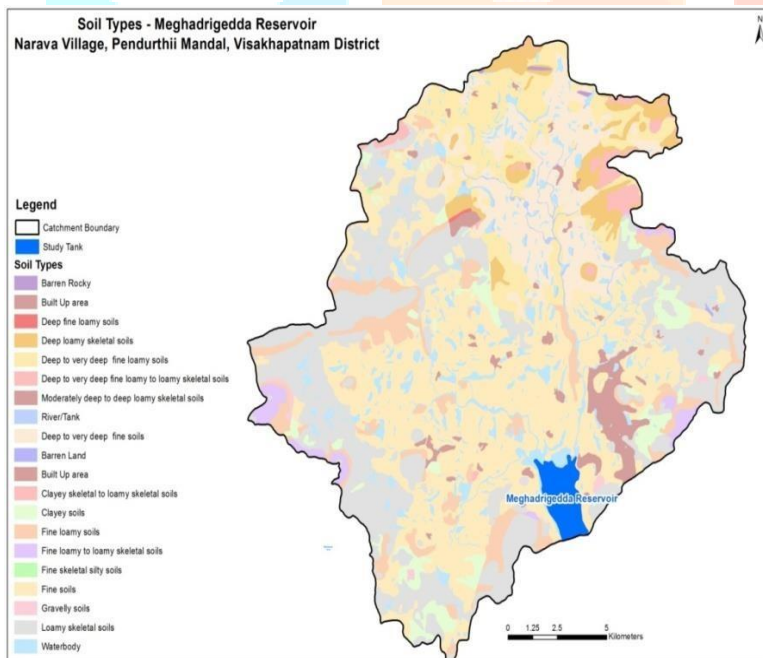 Soil Types - Meghadrigedda Reservoir
Narava Village, Pendurthii Mandal, Visakhapatnam District
N
Legend
Catchment Boundary
Study Tank
Soil Types
Barren Rocky
Built Up area
Deep fine loamy soils
Deep loamy skeletal soils
Deep to very deep fine loamy soils
Deep to very deep fine loamy to loamy skeletal soils
Moderately deep to deep loamy skeletal soils
River/Tank
Deep to very deep fine soils
Barren Land
Built Up area
Clayey skeletal to loamy skeletal soils
Clayey soils
Fine loamy soils
Fine loamy to loamy skeletal soils
Fine skeletal silty soils
Fine soils
Gravelly soils
Loamy skeletal soils
Waterbody
Meghadrigedda Reservoir
0 1.25 2.5 5
Kilometers